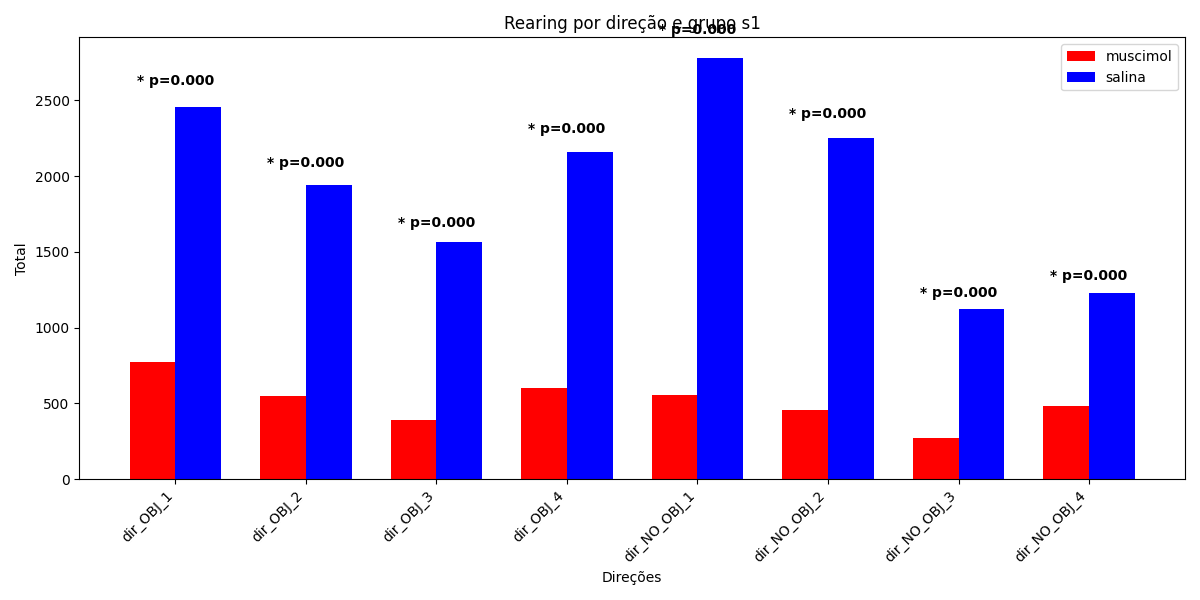 Rearing por direção e grupo s1
* p=0.000
muscimol
salina
* p=0.000
* p=0.000
* p=0.000
* p=0.000
* p=0.000
* p=0.000
* p=0.000
2500
2000
1500
1000
500
0
Total
dir_OBJ_1
dir_OBJ_2
dir_OBJ_3
dir_OBJ_4
dir_NO_OBJ_1
dir_NO_OBJ_2
dir_NO_OBJ_3
dir_NO_OBJ_4
Direções